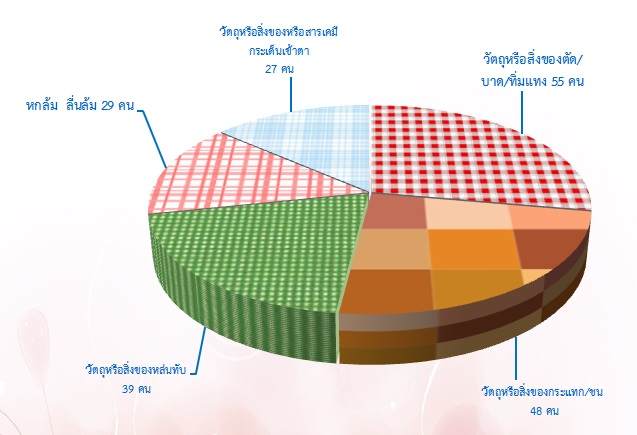 วัตถุหรือสิ่งของหรือสารเคมี
กระเด็นเข้าตา
27 คน
วัตถุหรือสิ่งของตัด/
บาด/ทิ่มแทง 55 คน
หกล้ม ลื่นล้ม 29 คน
วัตถุหรือสิ่งของหล่นทับ
39 คน
วัตถุหรือสิ่งของกระแทก/ชน
48 คน